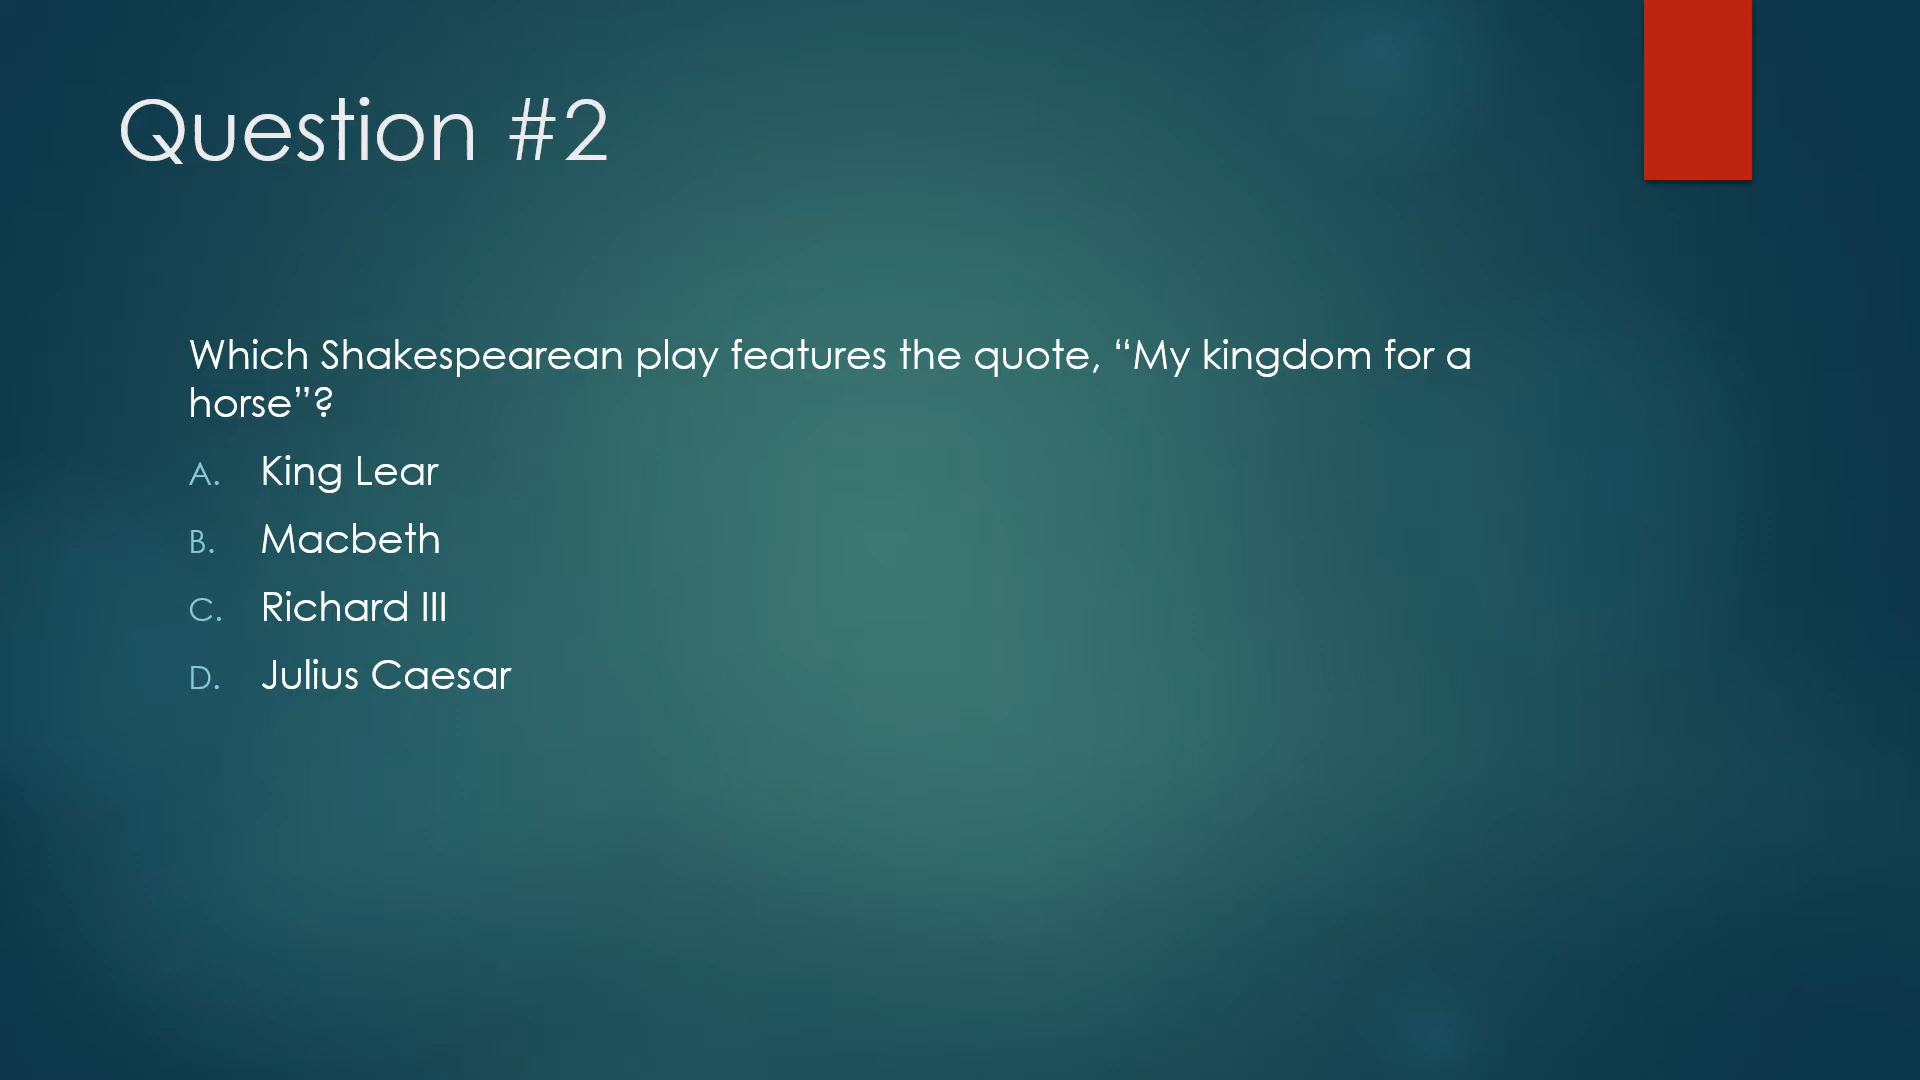 Question #2
Which Shakespearean play features the quote, “My kingdom for a
horse”?
A. King Lear
B. Macbeth
C. Richard III
D. Julius Caesar